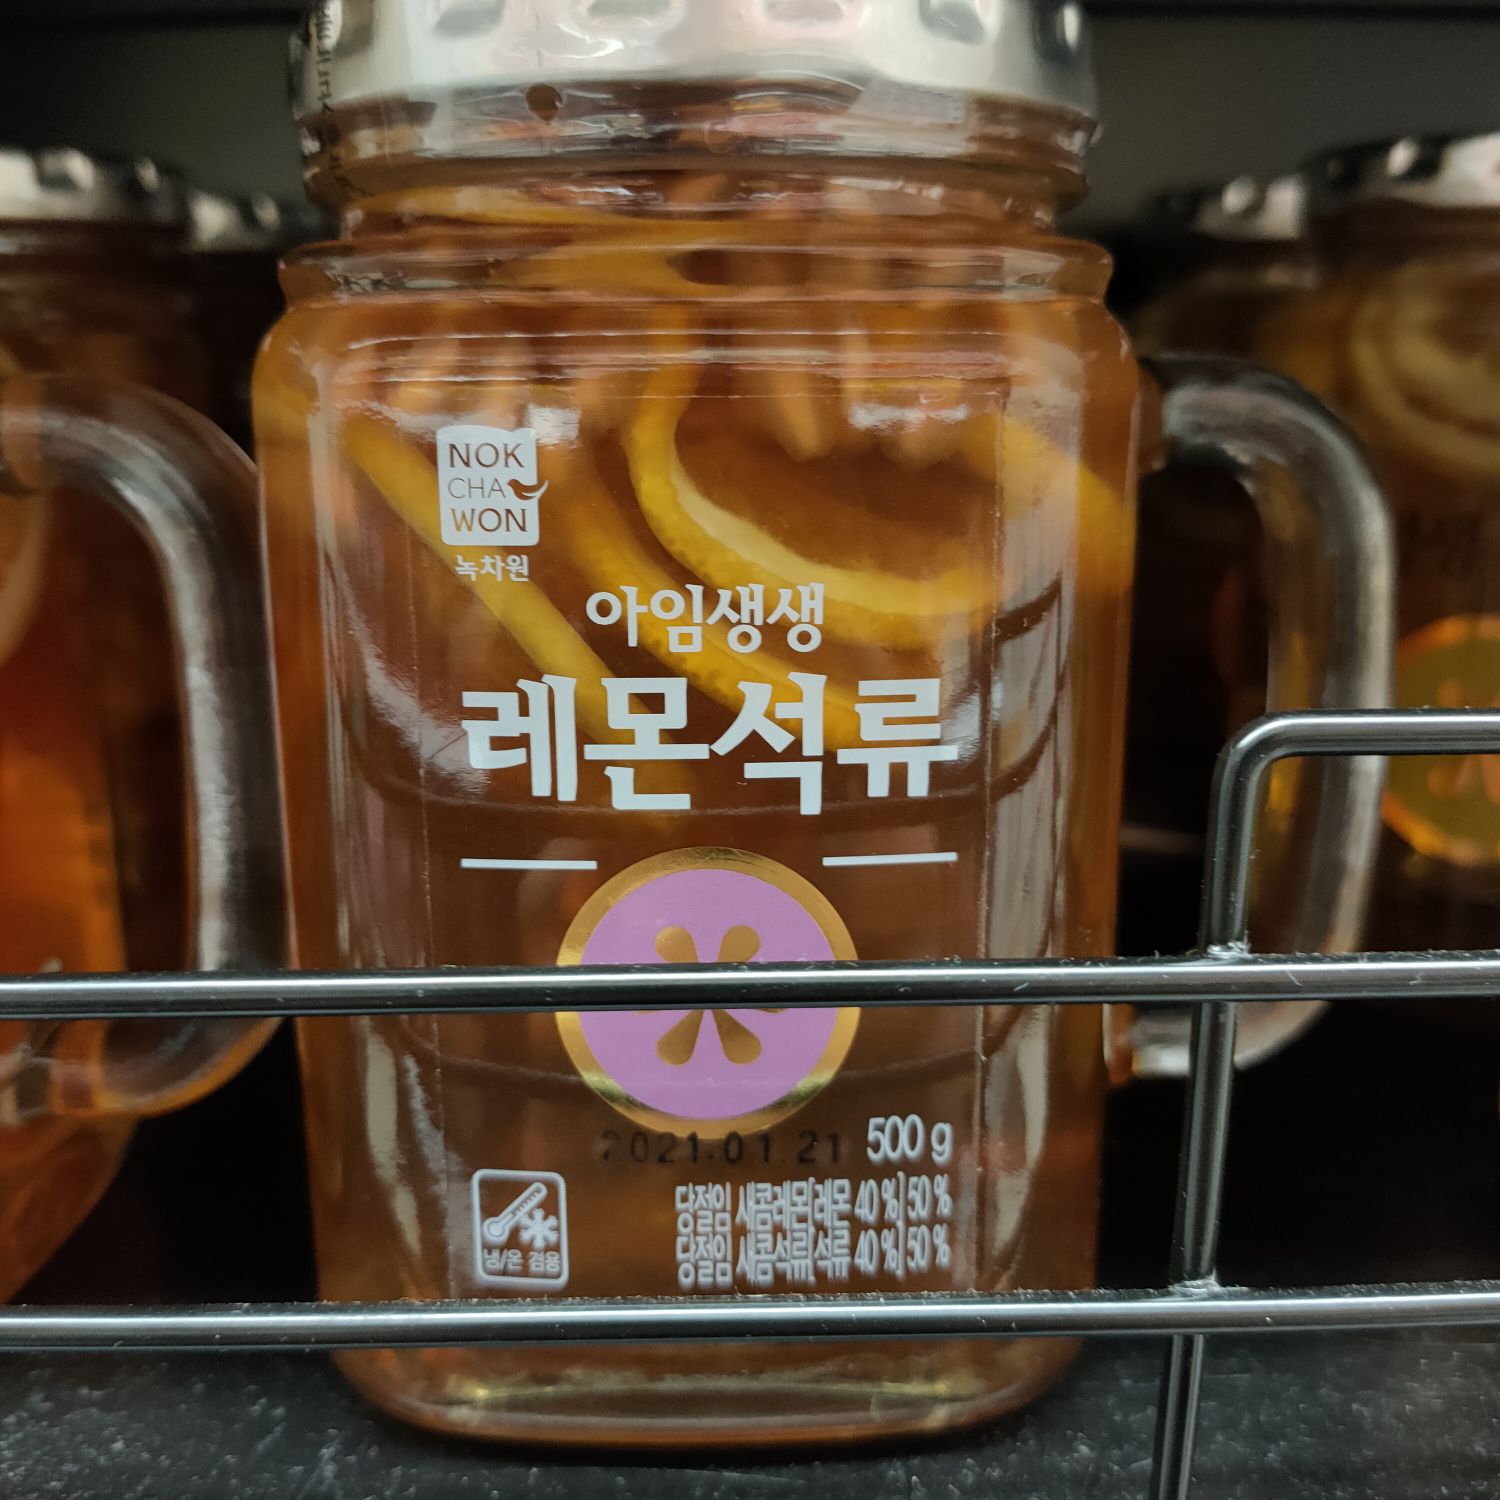 NOK
CHA
WON
녹차원
아임생생
레몬석류
2021.01.21
500 g
당절임 새콤레몬[레몬 40 %] 50 %
당절임 새콤석류[석류 40 %] 50 %
냉/온 겸용